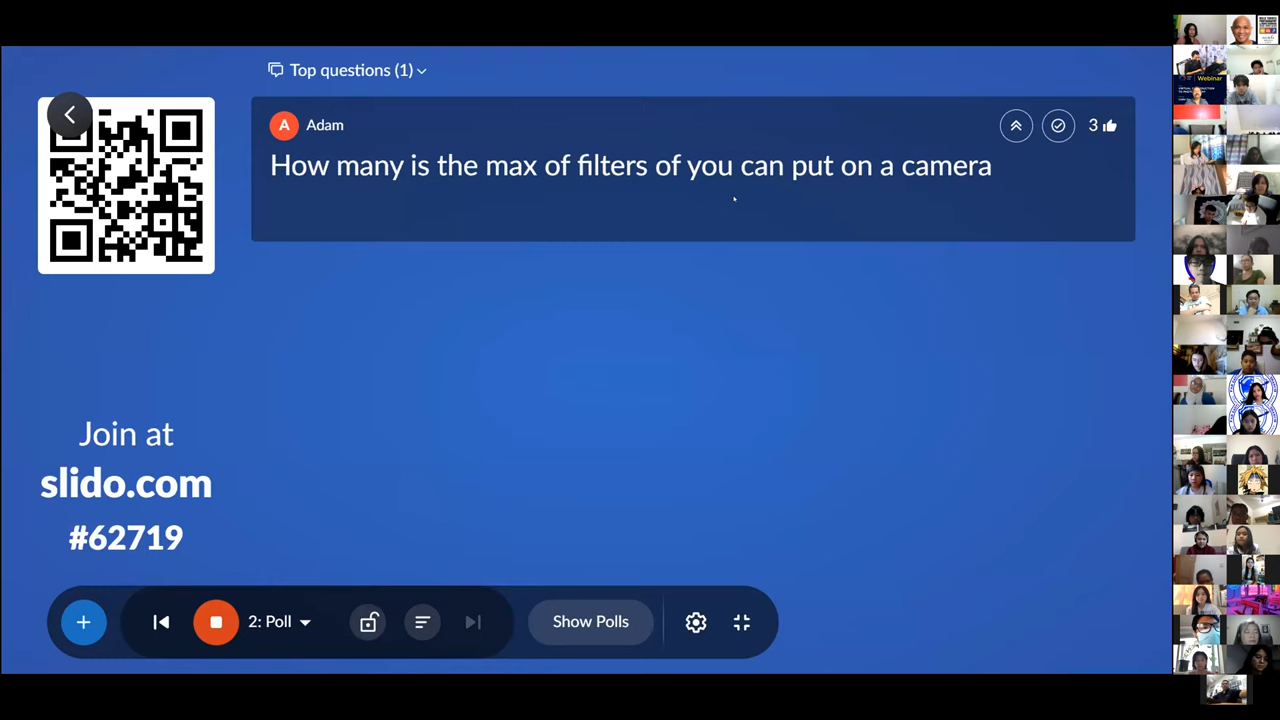 Top questions (1)
A Adam
3
How many is the max of filters of you can put on a camera
Join at
slido.com
#62719
2: Poll
Show Polls
Webinar